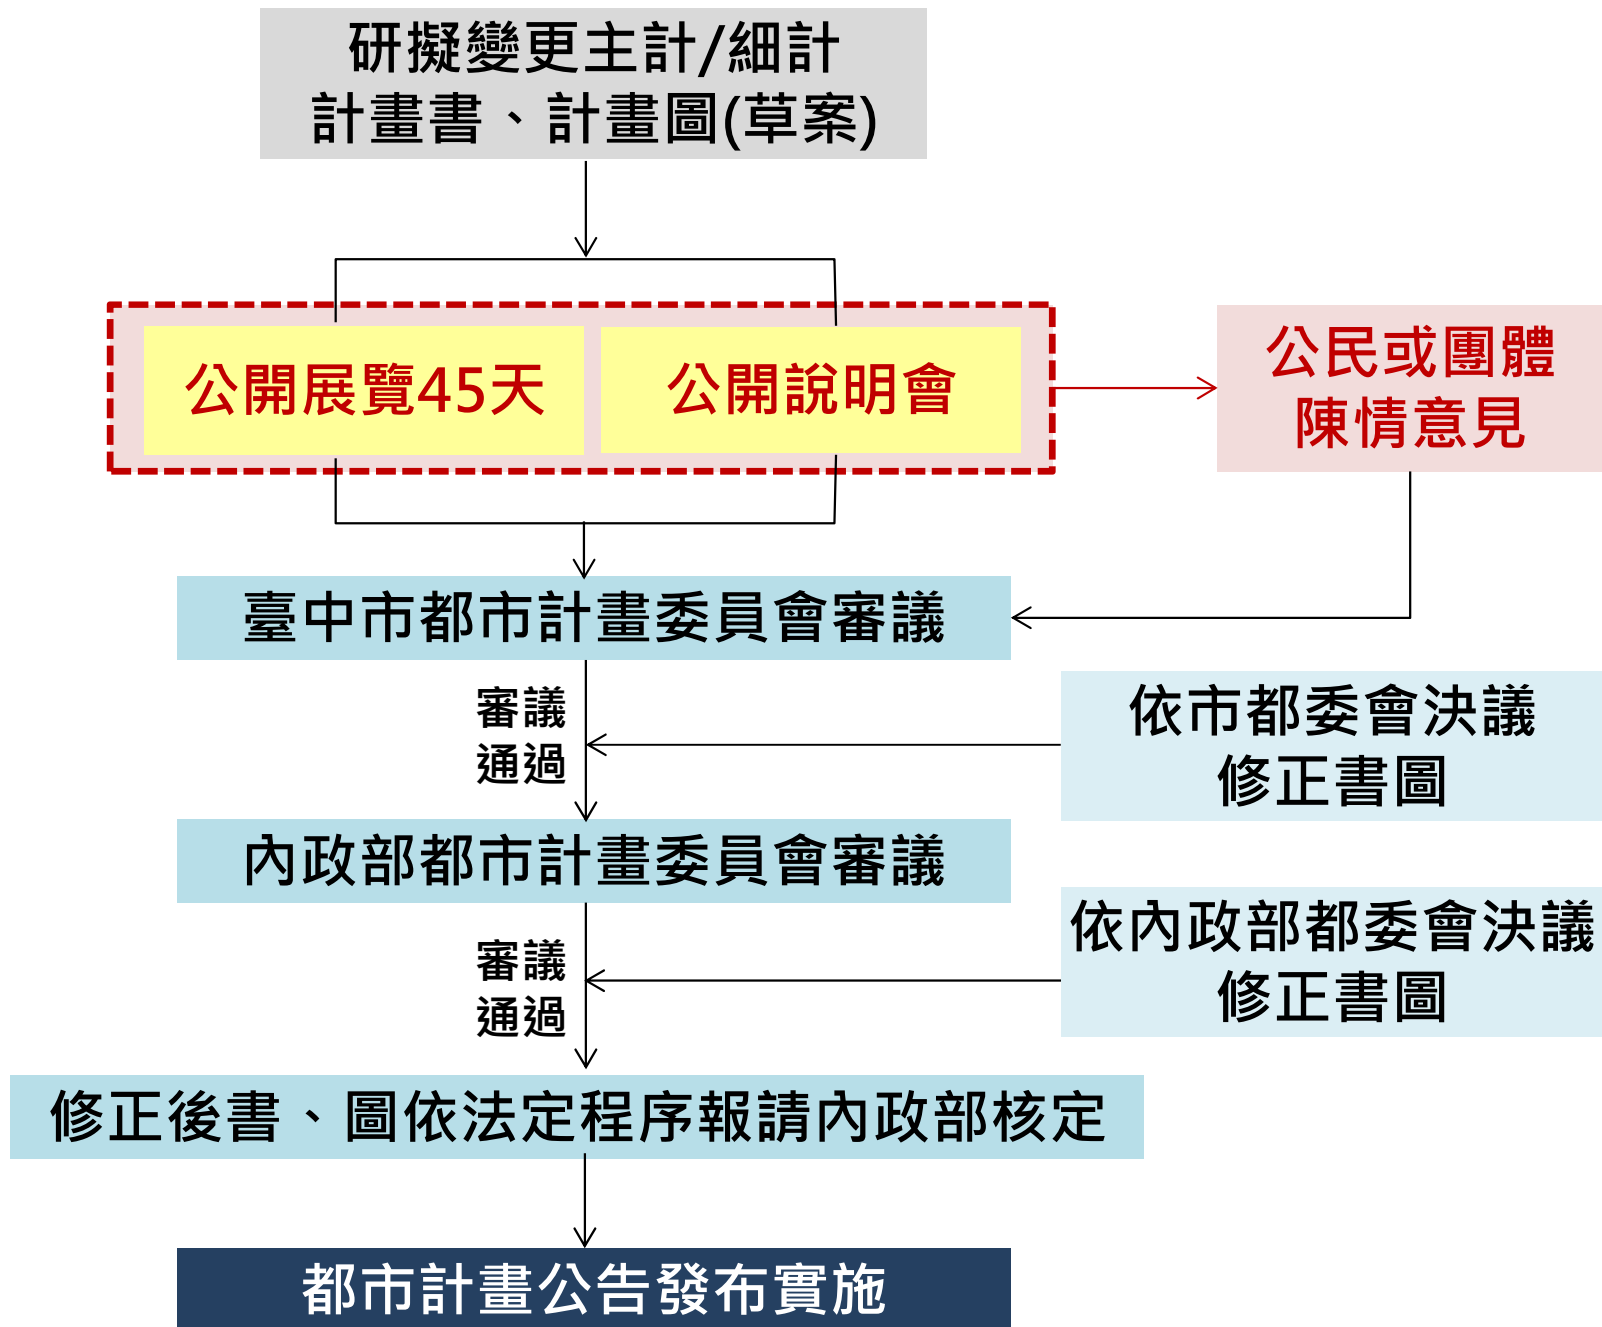 研擬變更主計/細計
計畫書、計畫圖(草案)
公開展覽45天
公開說明會
公民或團體
陳情意見
臺中市都市計畫委員會審議
審議
通過
依市都委會決議
修正書圖
內政部都市計畫委員會審議
審議
通過
依內政部都委會決議
修正書圖
修正後書、圖依法定程序報請內政部核定
都市計畫公告發布實施